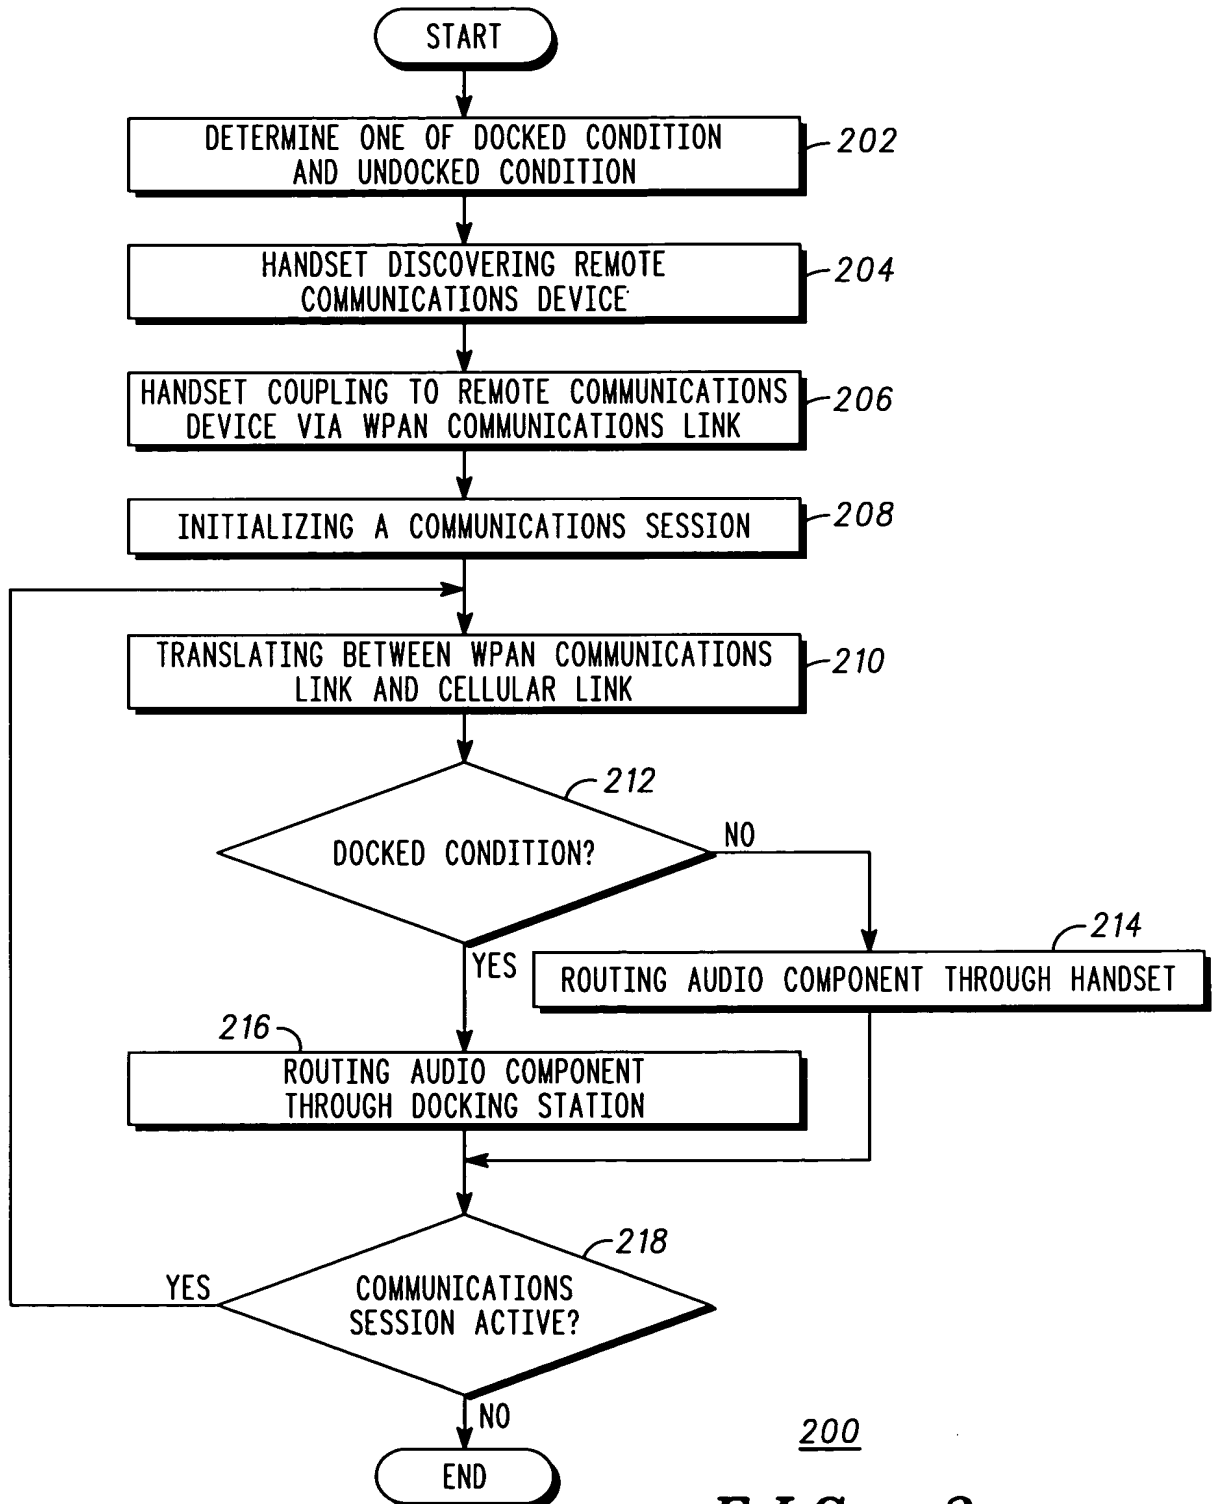 START
DETERMINE ONE OF DOCKED CONDITION
AND UNDOCKED CONDITION
202
HANDSET DISCOVERING REMOTE
COMMUNICATIONS DEVICE
204
HANDSET COUPLING TO REMOTE COMMUNICATIONS
DEVICE VIA WPAN COMMUNICATIONS LINK
206
INITIALIZING A COMMUNICATIONS SESSION
208
TRANSLATING BETWEEN WPAN COMMUNICATIONS
LINK AND CELLULAR LINK
210
212
DOCKED CONDITION?
NO
YES
214
ROUTING AUDIO COMPONENT THROUGH HANDSET
216
ROUTING AUDIO COMPONENT
THROUGH DOCKING STATION
218
COMMUNICATIONS
SESSION ACTIVE?
YES
NO
END
200